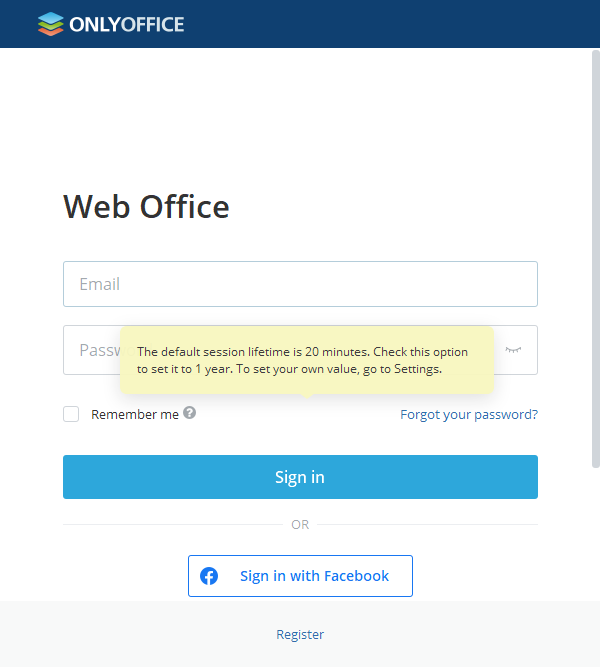 ONLYOFFICE
Web Office
Email
The default session lifetime is 20 minutes. Check this option
to set it to 1 year. To set your own value, go to Settings.
Remember me
Forgot your password?
Sign in
OR
Sign in with Facebook
Register